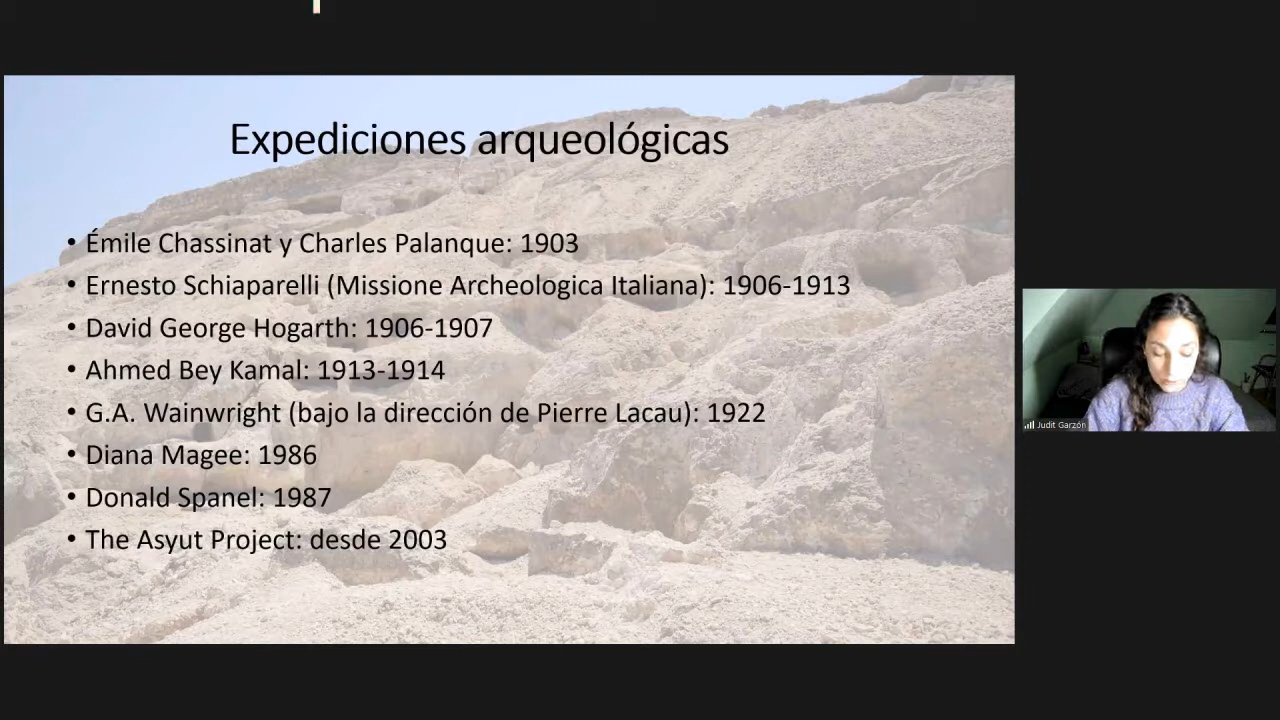 Expediciones arqueológicas
• Émile Chassinat y Charles Palanque: 1903
• Ernesto Schiaparelli (Missione Archeologica Italiana): 1906-1913
• David George Hogarth: 1906-1907
• Ahmed Bey Kamal: 1913-1914
• G.A. Wainwright (bajo la dirección de Pierre Lacau): 1922
• Diana Magee: 1986
• Donald Spanel: 1987
• The Asyut Project: desde 2003
Judit Garzón